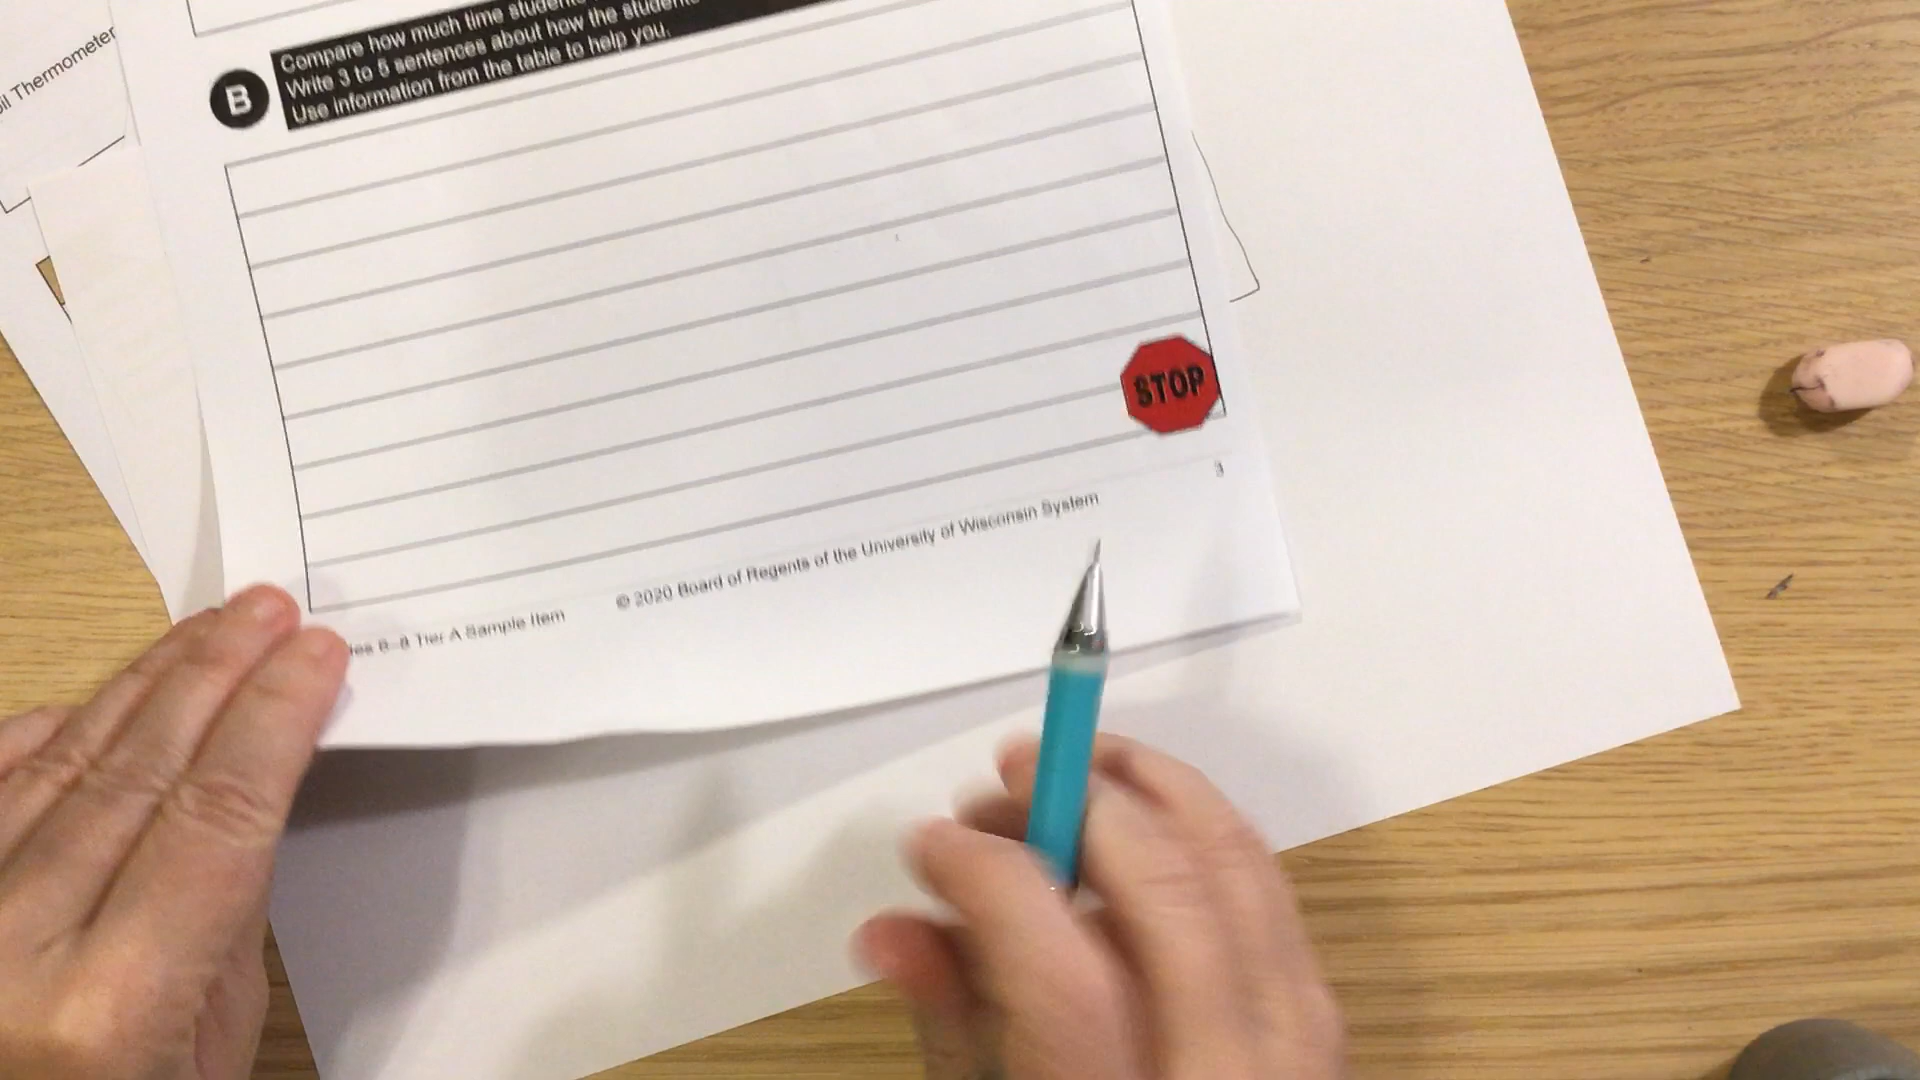 oil Thermometer
B
Compare how much time students
Write 3 to 5 sentences about how the students
Use information from the table to help you.
STOP
3
© 2020 Board of Regents of the University of Wisconsin System
6–8 Tier A Sample Item